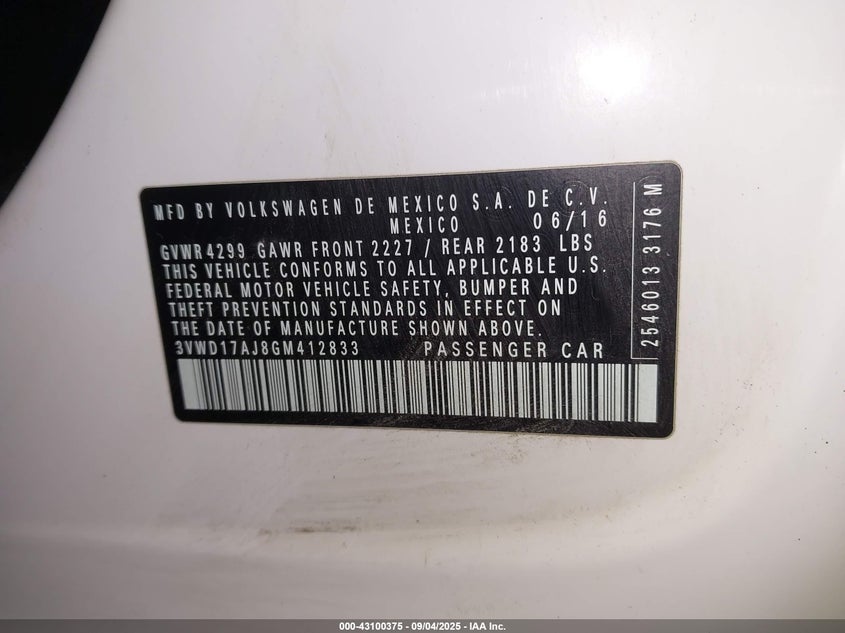 MFD BY VOLKSWAGEN DE MEXICO S.A. DE C.V.
MEXICO 06/16
GVWR 4299 GAWR FRONT 2227 / REAR 2183 LBS
THIS VEHICLE CONFORMS TO ALL APPLICABLE U.S.
FEDERAL MOTOR VEHICLE SAFETY, BUMPER AND
THEFT PREVENTION STANDARDS IN EFFECT ON
THE DATE OF MANUFACTURE SHOWN ABOVE.
3VWD17AJ8GM412833 PASSENGER CAR
2546013 3176 M
000-43100375 - 09/04/2025 - IAA Inc.